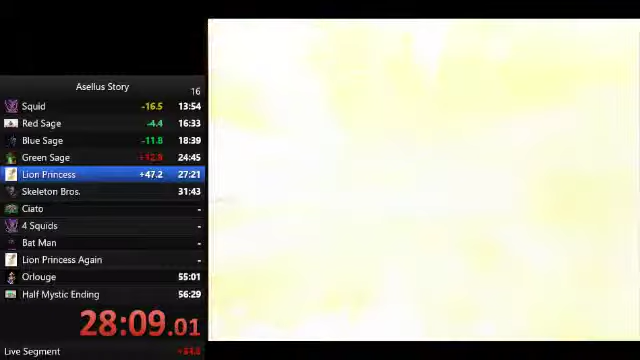 Asellus Story
16
Squid -16.5 13:54
Red Sage -4.4 16:33
Blue Sage -11.8 18:39
Green Sage +12.8 24:45
Lion Princess +47.2 27:21
Skeleton Bros. 31:43
Ciato -
4 Squids -
Bat Man -
Lion Princess Again -
Orlouge 55:01
Half Mystic Ending 56:29
28:09.01
Live Segment